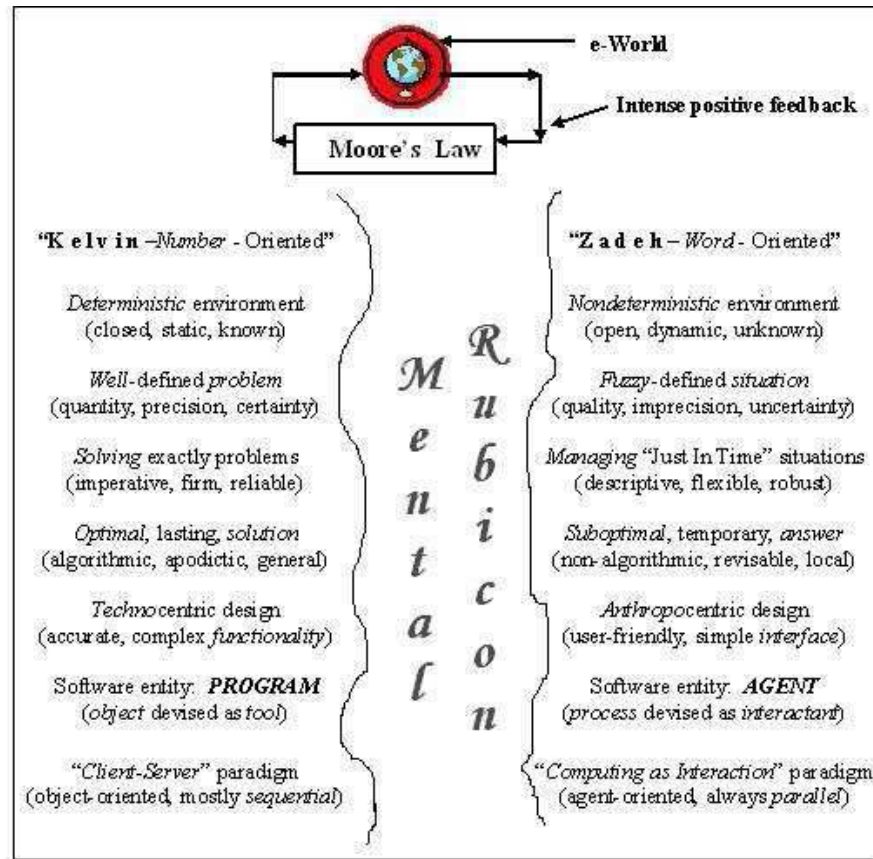 e-World
Intense positive feedback
Moore's Law
"Kelvin –Number - Oriented"
Deterministic environment
(closed, static, known)
Well-defined problem
(quantity, precision, certainty)
Solving exactly problems
(imperative, firm, reliable)
Optimal, lasting, solution
(algorithmic, apodictic, general)
Technocentric design
(accurate, complex functionality)
Software entity: PROGRAM
(object devised as tool)
"Client-Server" paradigm
(object-oriented, mostly sequential)
Mental
Rubicon
"Zadeh – Word - Oriented"
Nondeterministic environment
(open, dynamic, unknown)
Fuzzy-defined situation
(quality, imprecision, uncertainty)
Managing "Just In Time" situations
(descriptive, flexible, robust)
Suboptimal, temporary, answer
(non-algorithmic, revisable, local)
Anthropocentric design
(user-friendly, simple interface)
Software entity: AGENT
(process devised as interactant)
"Computing as Interaction" paradigm
(agent-oriented, always parallel)